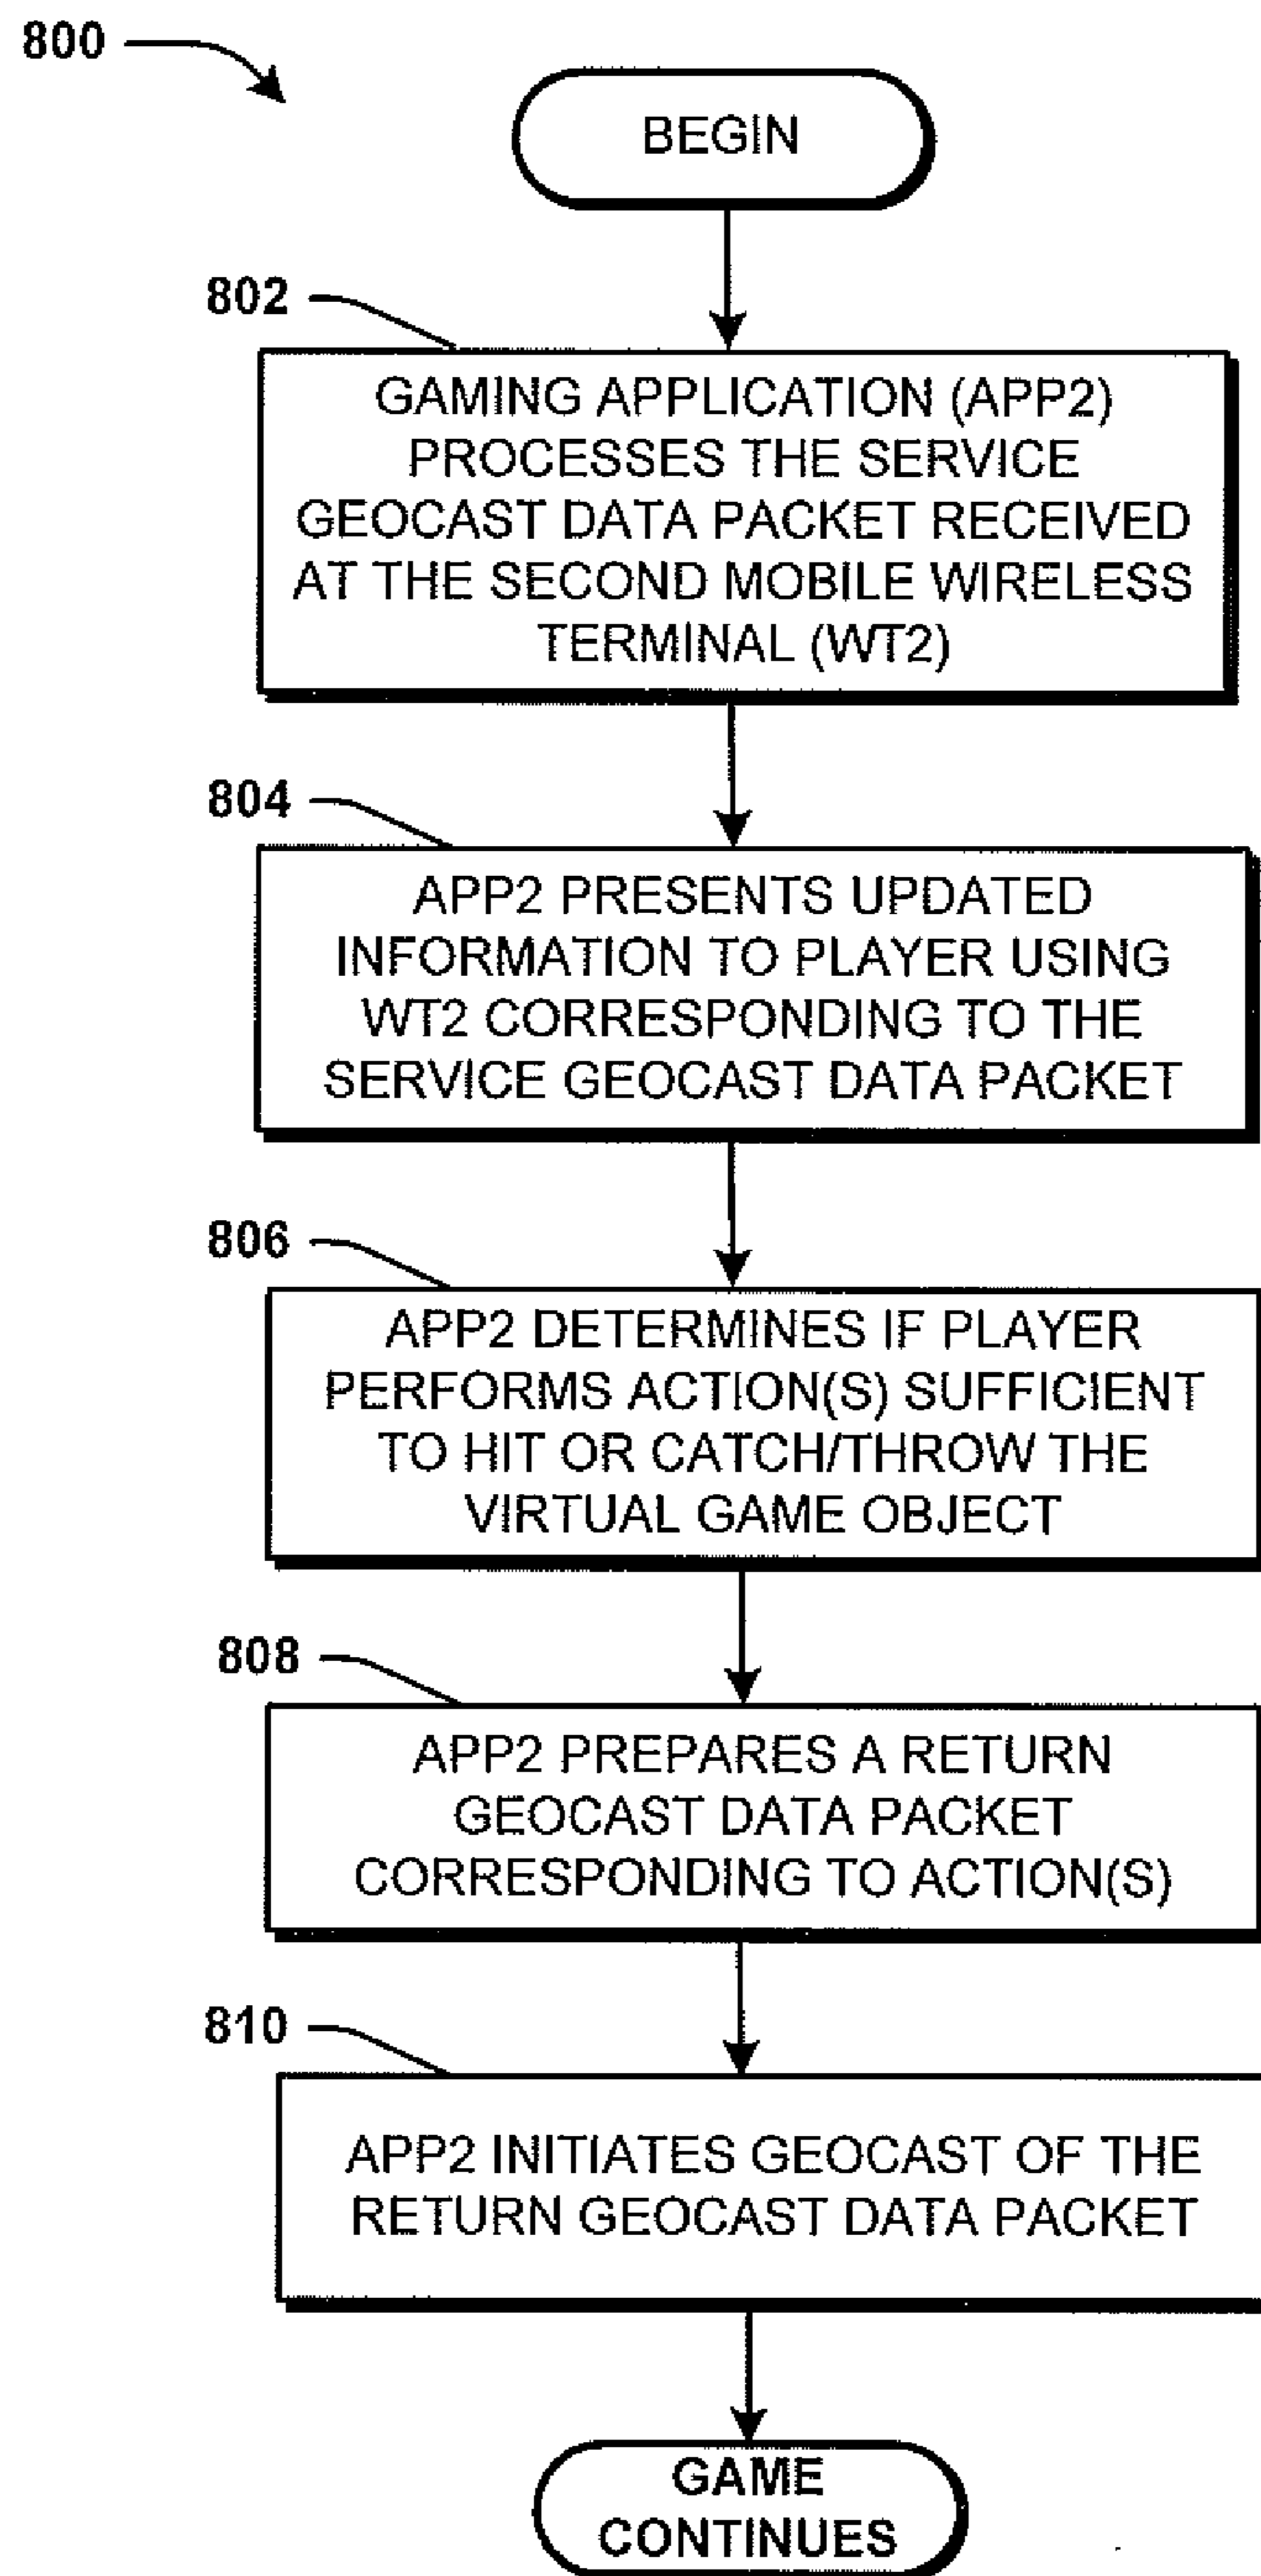 800
BEGIN
802
GAMING APPLICATION (APP2)
PROCESSES THE SERVICE
GEOCAST DATA PACKET RECEIVED
AT THE SECOND MOBILE WIRELESS
TERMINAL (WT2)
804
APP2 PRESENTS UPDATED
INFORMATION TO PLAYER USING
WT2 CORRESPONDING TO THE
SERVICE GEOCAST DATA PACKET
806
APP2 DETERMINES IF PLAYER
PERFORMS ACTION(S) SUFFICIENT
TO HIT OR CATCH/THROW THE
VIRTUAL GAME OBJECT
808
APP2 PREPARES A RETURN
GEOCAST DATA PACKET
CORRESPONDING TO ACTION(S)
810
APP2 INITIATES GEOCAST OF THE
RETURN GEOCAST DATA PACKET
GAME
CONTINUES